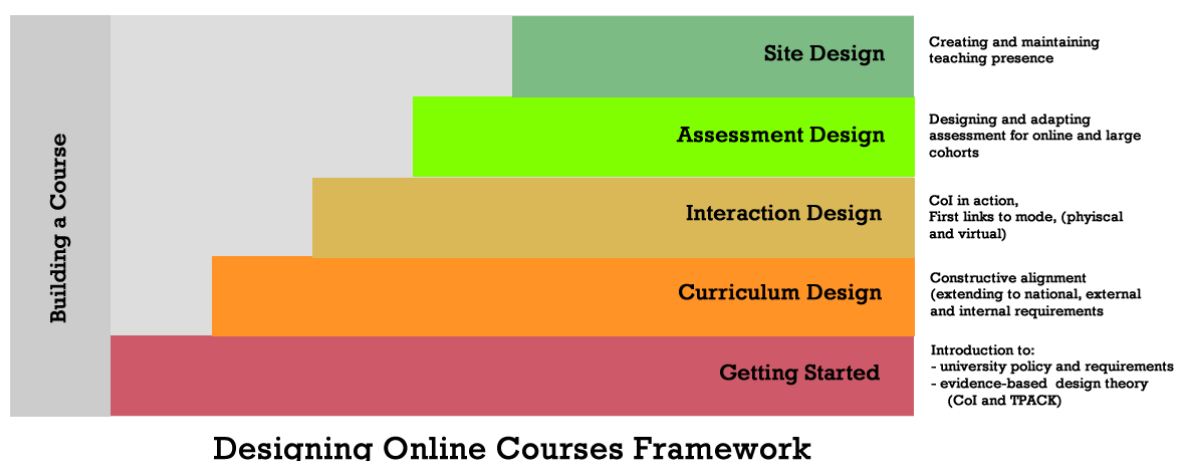 Building a Course
Site Design
Creating and maintaining
teaching presence
Assessment Design
Designing and adapting
assessment for online and large
cohorts
Interaction Design
CoI in action,
First links to mode, (phyiscal
and virtual)
Curriculum Design
Constructive alignment
(extending to national, external
and internal requirements
Getting Started
Introduction to:
- university policy and requirements
- evidence-based design theory
(CoI and TPACK)
Designing Online Courses Framework